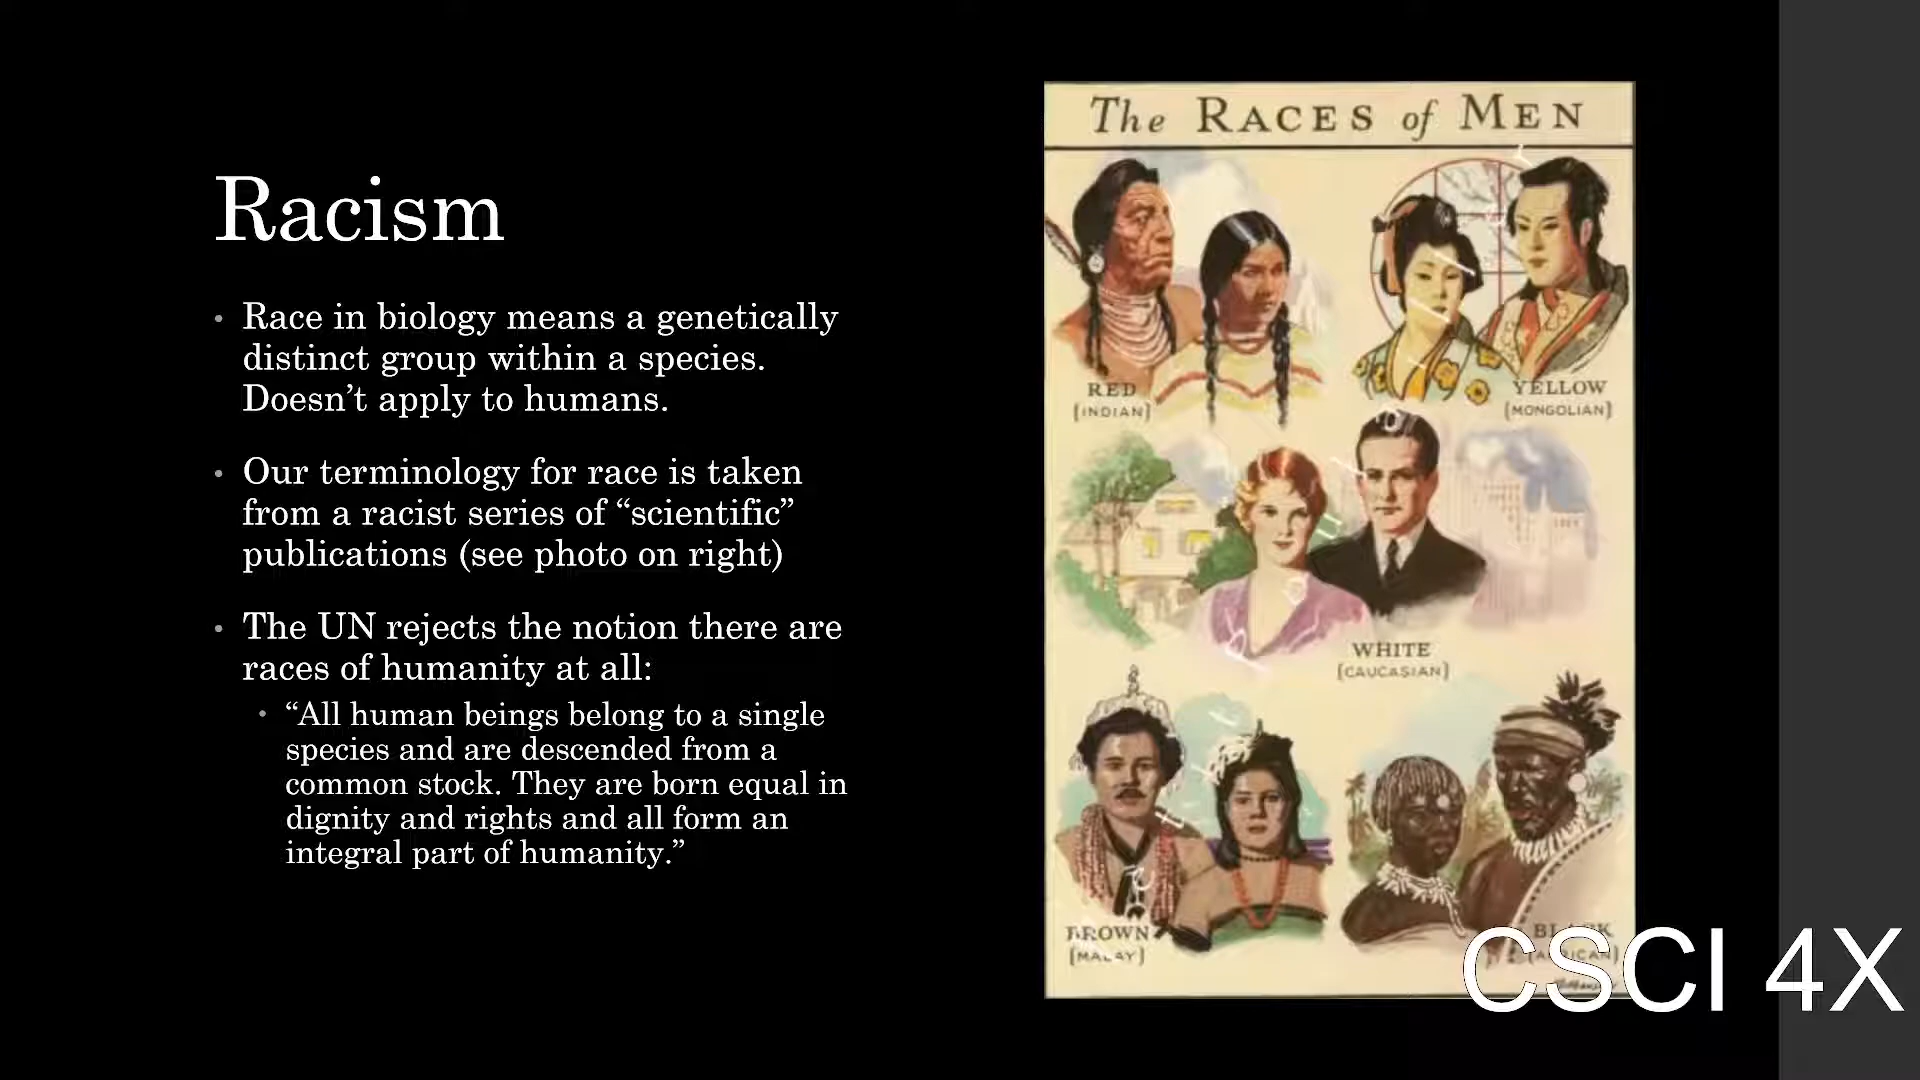 Racism
• Race in biology means a genetically
distinct group within a species.
Doesn’t apply to humans.
• Our terminology for race is taken
from a racist series of “scientific”
publications (see photo on right)
• The UN rejects the notion there are
races of humanity at all:
• “All human beings belong to a single
species and are descended from a
common stock. They are born equal in
dignity and rights and all form an
integral part of humanity.”
The RACES of MEN
RED
[INDIAN]
YELLOW
[MONGOLIAN]
WHITE
[CAUCASIAN]
BROWN
[MALAY]
BLACK
[AFRICAN]
CSCI 4X